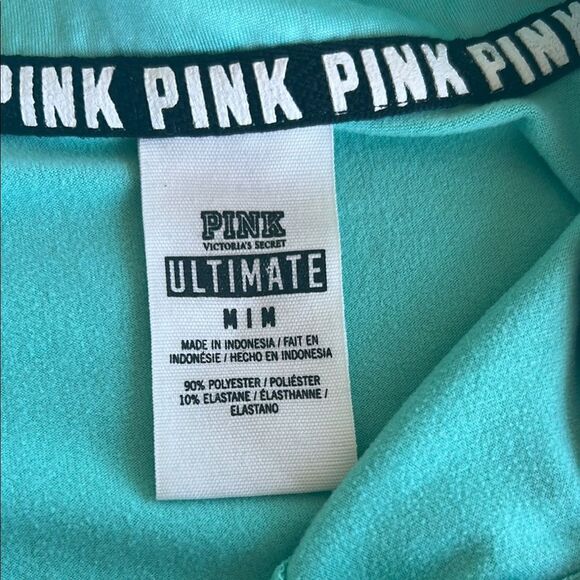 PINK PINK PINK PINK
PINK
VICTORIA'S SECRET
ULTIMATE
M | M
MADE IN INDONESIA / FAIT EN
INDONÉSIE / HECHO EN INDONESIA
90% POLYESTER / POLIÉSTER
10% ELASTANE / ÉLASTHANNE /
ELASTANO